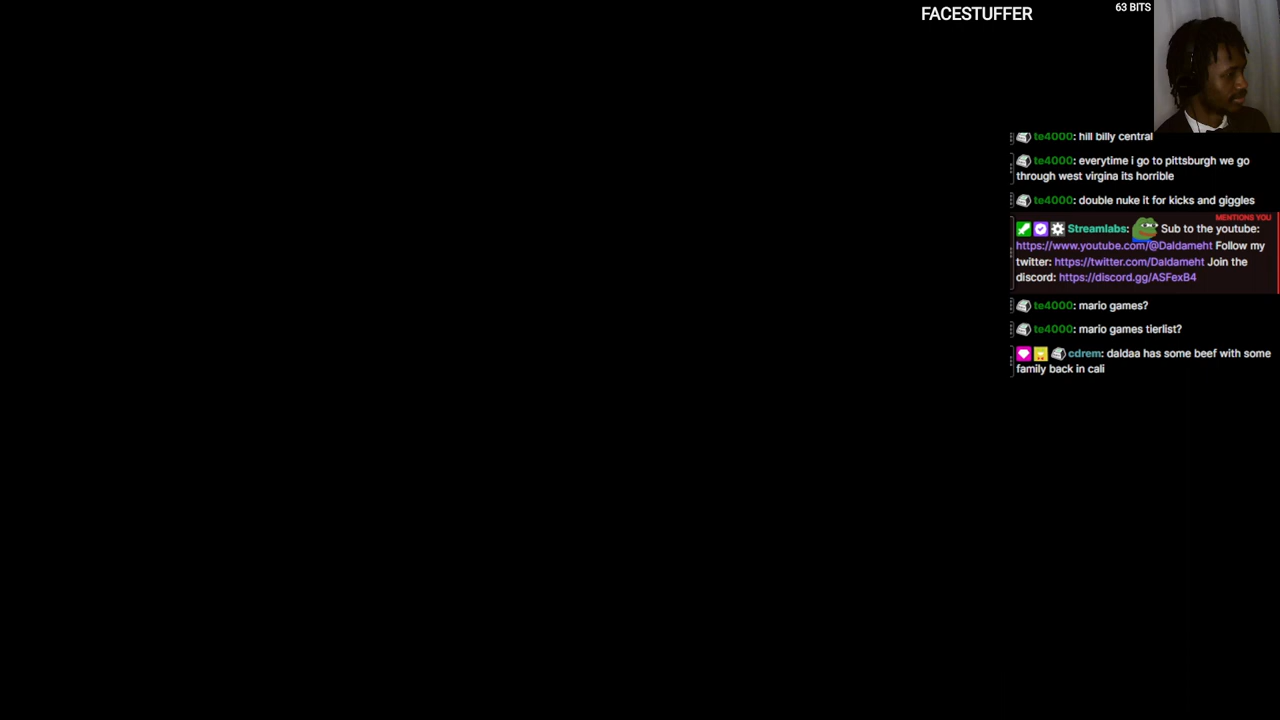 FACESTUFFER
63 BITS
te4000: hill billy central
te4000: everytime i go to pittsburgh we go
through west virgina its horrible
te4000: double nuke it for kicks and giggles
MENTIONS YOU
Streamlabs: Sub to the youtube:
https://www.youtube.com/@Daldameht Follow my
twitter: https://twitter.com/Daldameht Join the
discord: https://discord.gg/ASFexB4
te4000: mario games?
te4000: mario games tierlist?
cdrem: daldaa has some beef with some
family back in cali